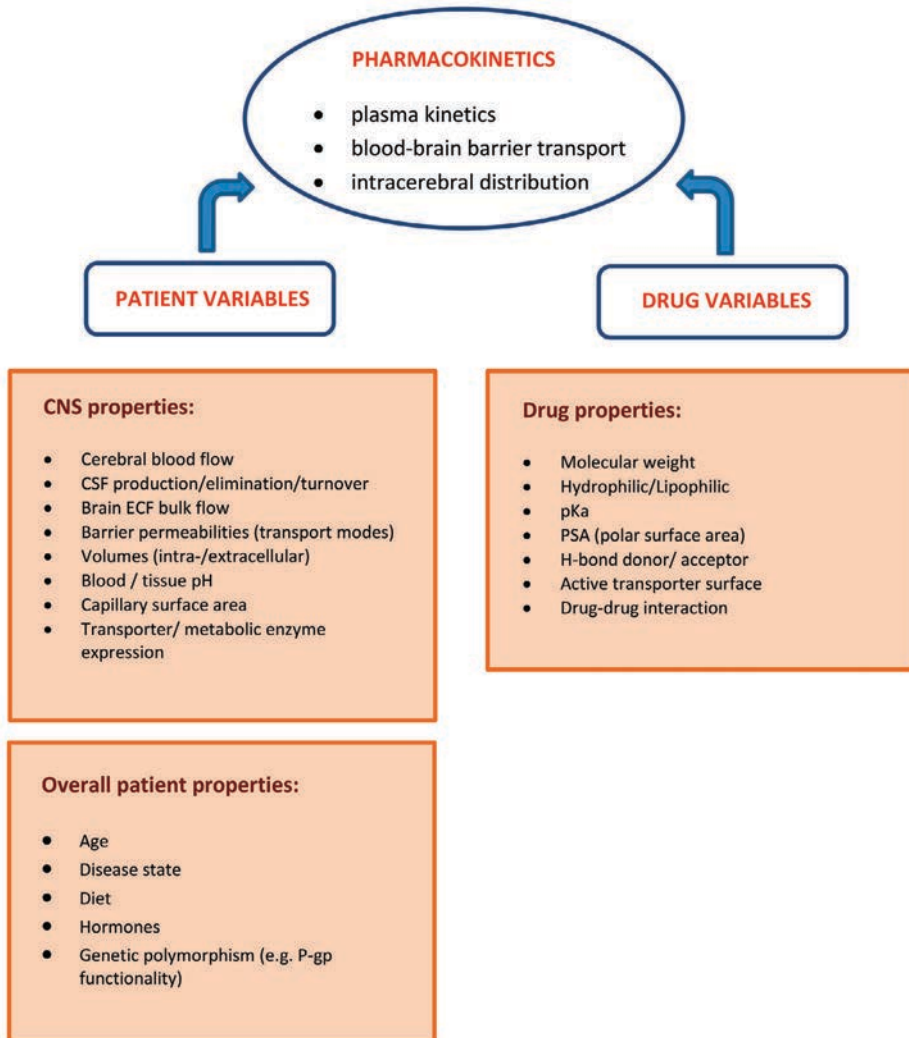 PHARMACOKINETICS
• plasma kinetics
• blood-brain barrier transport
• intracerebral distribution
PATIENT VARIABLES
DRUG VARIABLES
CNS properties:
• Cerebral blood flow
• CSF production/elimination/turnover
• Brain ECF bulk flow
• Barrier permeabilities (transport modes)
• Volumes (intra-/extracellular)
• Blood / tissue pH
• Capillary surface area
• Transporter/ metabolic enzyme
expression
Drug properties:
• Molecular weight
• Hydrophilic/Lipophilic
• pKa
• PSA (polar surface area)
• H-bond donor/ acceptor
• Active transporter surface
• Drug-drug interaction
Overall patient properties:
• Age
• Disease state
• Diet
• Hormones
• Genetic polymorphism (e.g. P-gp
functionality)